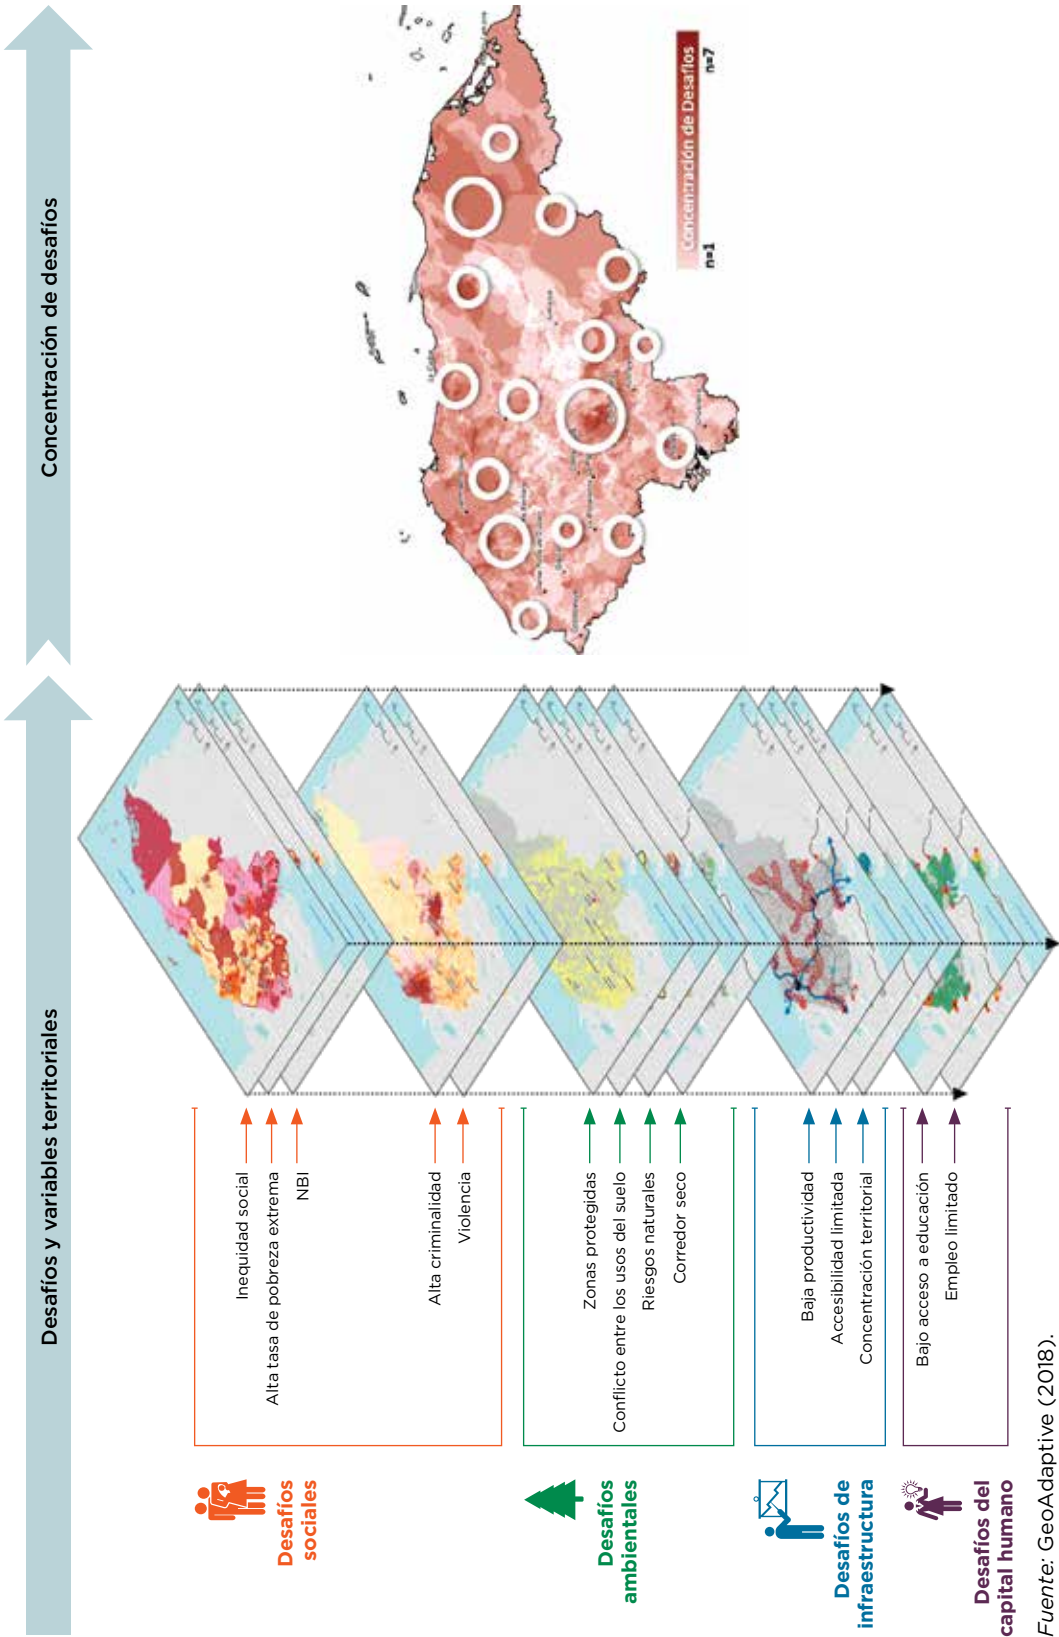 Desafíos y variables territoriales
Concentración de desafíos
Desafíos
sociales
Inequidad social
Alta tasa de pobreza extrema
NBI
Alta criminalidad
Violencia
Desafíos
ambientales
Zonas protegidas
Conflicto entre los usos del suelo
Riesgos naturales
Corredor seco
Desafíos de
infraestructura
Baja productividad
Accesibilidad limitada
Concentración territorial
Desafíos del
capital humano
Bajo acceso a educación
Empleo limitado
Concentración de Desafíos
n=1
n=7
Fuente: GeoAdaptive (2018).